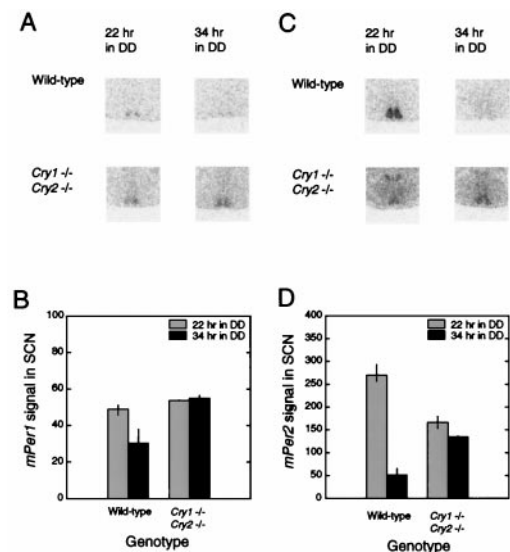 A
22 hr
in DD
34 hr
in DD
Wild-type
Cry1 -/-
Cry2 -/-
C
22 hr
in DD
34 hr
in DD
Wild-type
Cry1 -/-
Cry2 -/-
B
mPer1 signal in SCN
100
80
60
40
20
0
22 hr in DD
34 hr in DD
Wild-type
Cry1 -/-
Cry2 -/-
Genotype
D
mPer2 signal in SCN
400
350
300
250
200
150
100
50
0
22 hr in DD
34 hr in DD
Wild-type
Cry1 -/-
Cry2 -/-
Genotype